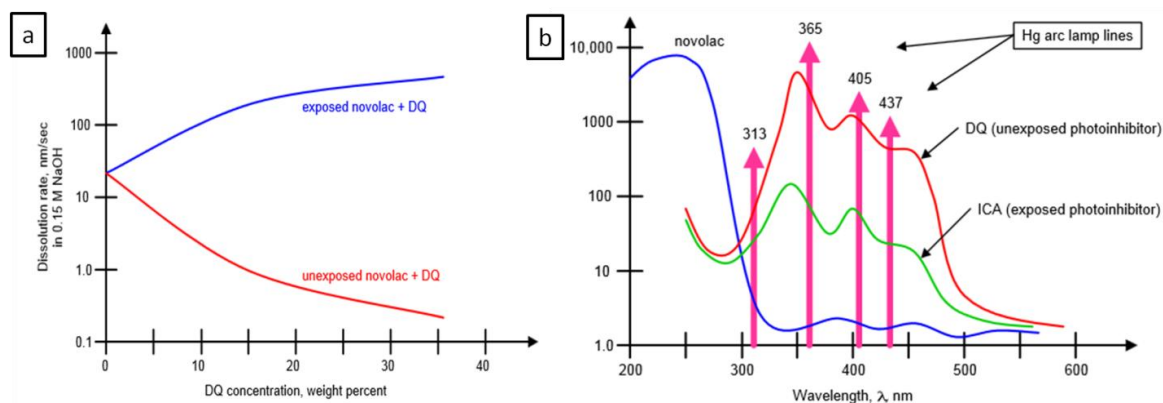 a
1000
100
10
1.0
0.1
Dissolution rate, nm/sec
in 0.15 M NaOH
exposed novolac + DQ
unexposed novolac + DQ
0
10
20
30
40
DQ concentration, weight percent
b
10,000
1000
100
10
1.0
novolac
313
365
405
437
Hg arc lamp lines
DQ (unexposed photoinhibitor)
ICA (exposed photoinhibitor)
200
300
400
500
600
Wavelength, λ, nm